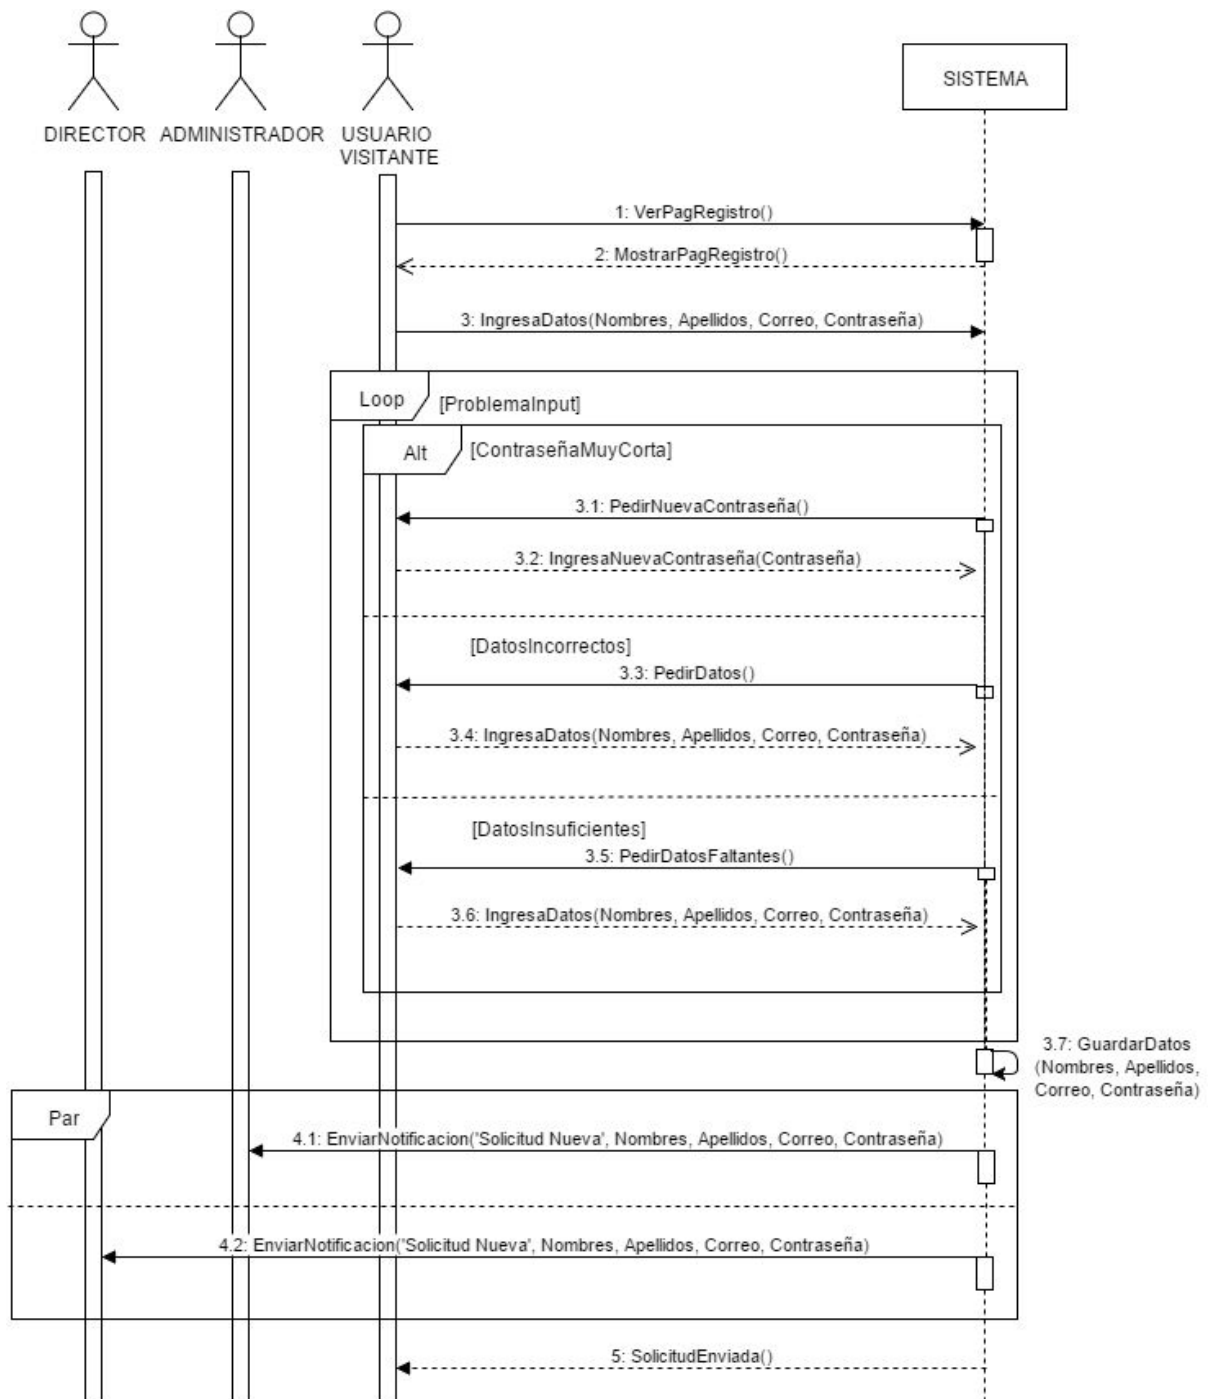 DIRECTOR
ADMINISTRADOR
USUARIO
VISITANTE
SISTEMA
1: VerPagRegistro()
2: MostrarPagRegistro()
3: IngresaDatos(Nombres, Apellidos, Correo, Contraseña)
Loop
[ProblemaInput]
Alt
[ContraseñaMuyCorta]
3.1: PedirNuevaContraseña()
3.2: IngresaNuevaContraseña(Contraseña)
[DatosIncorrectos]
3.3: PedirDatos()
3.4: IngresaDatos(Nombres, Apellidos, Correo, Contraseña)
[DatosInsuficientes]
3.5: PedirDatosFaltantes()
3.6: IngresaDatos(Nombres, Apellidos, Correo, Contraseña)
3.7: GuardarDatos
(Nombres, Apellidos,
Correo, Contraseña)
Par
4.1: EnviarNotificacion('Solicitud Nueva', Nombres, Apellidos, Correo, Contraseña)
4.2: EnviarNotificacion('Solicitud Nueva', Nombres, Apellidos, Correo, Contraseña)
5: SolicitudEnviada()